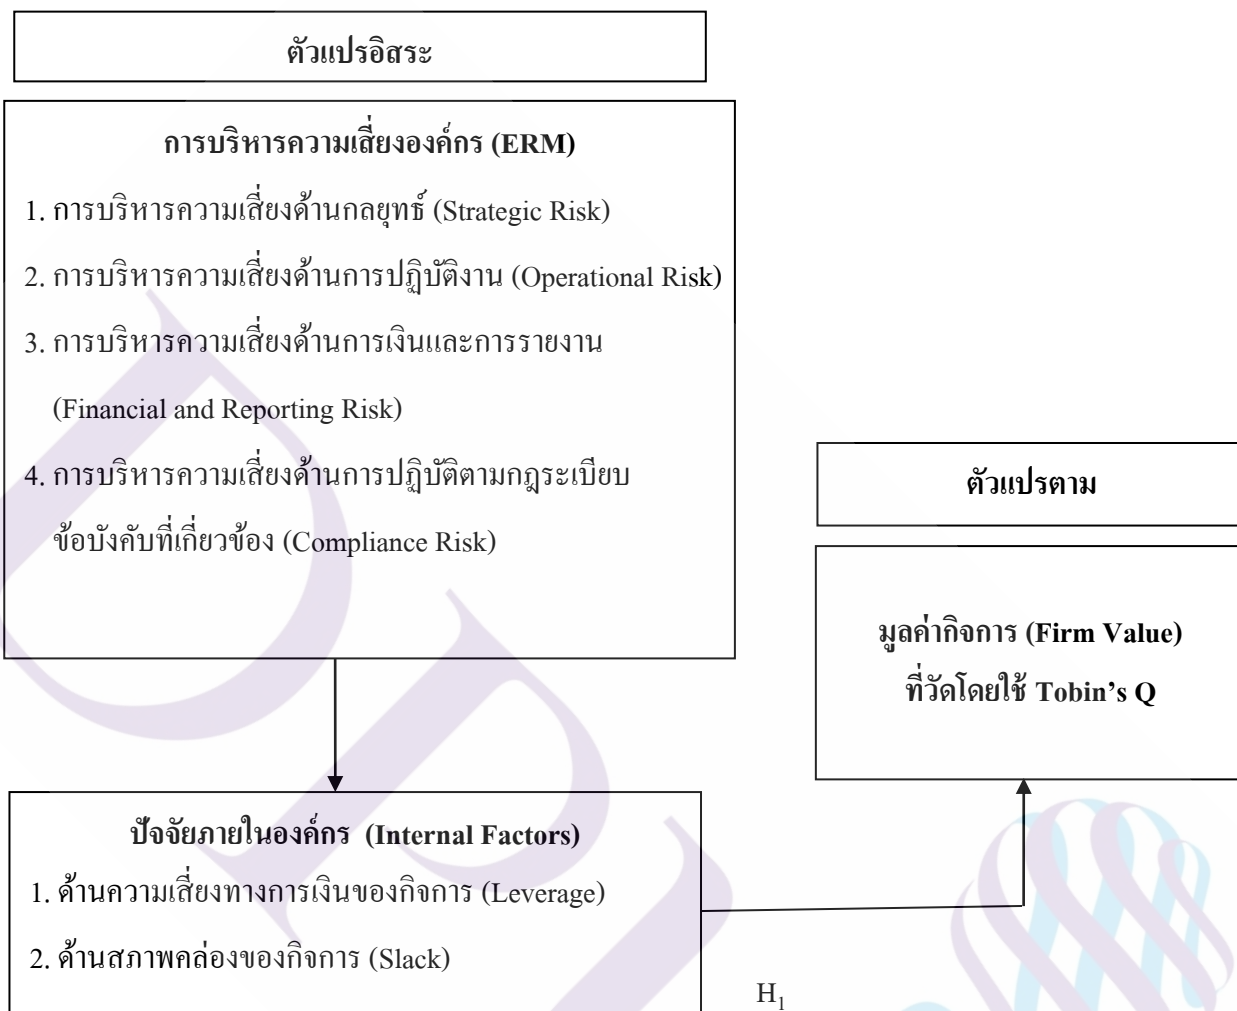 ตัวแปรอิสระ
การบริหารความเสี่ยงองค์กร (ERM)
1. การบริหารความเสี่ยงด้านกลยุทธ์ (Strategic Risk)
2. การบริหารความเสี่ยงด้านการปฏิบัติงาน (Operational Risk)
3. การบริหารความเสี่ยงด้านการเงินและการรายงาน
(Financial and Reporting Risk)
4. การบริหารความเสี่ยงด้านการปฏิบัติตามกฎระเบียบ
ข้อบังคับที่เกี่ยวข้อง (Compliance Risk)
ตัวแปรตาม
มูลค่ากิจการ (Firm Value)
ที่วัดโดยใช้ Tobin’s Q
ปัจจัยภายในองค์กร (Internal Factors)
1. ด้านความเสี่ยงทางการเงินของกิจการ (Leverage)
2. ด้านสภาพคล่องของกิจการ (Slack)
H₁